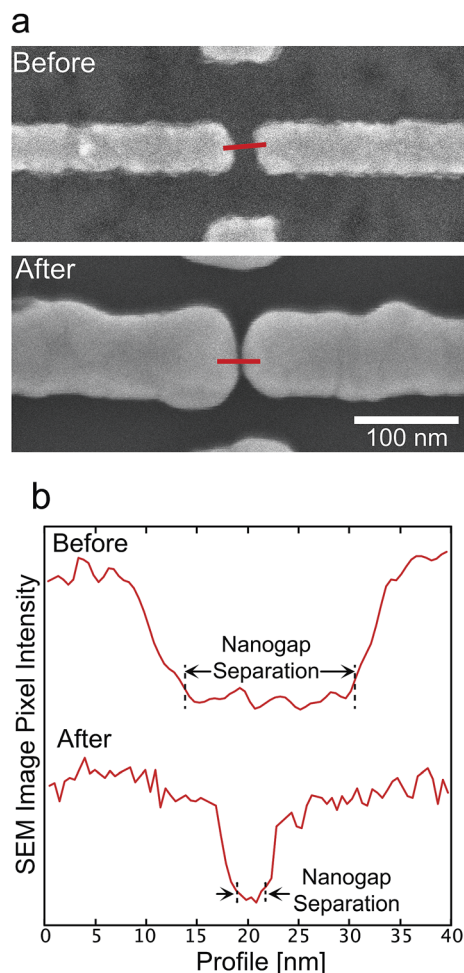 a
Before
After
100 nm
b
Before
Nanogap
Separation
After
Nanogap
Separation
SEM Image Pixel Intensity
0 5 10 15 20 25 30 35 40
Profile [nm]